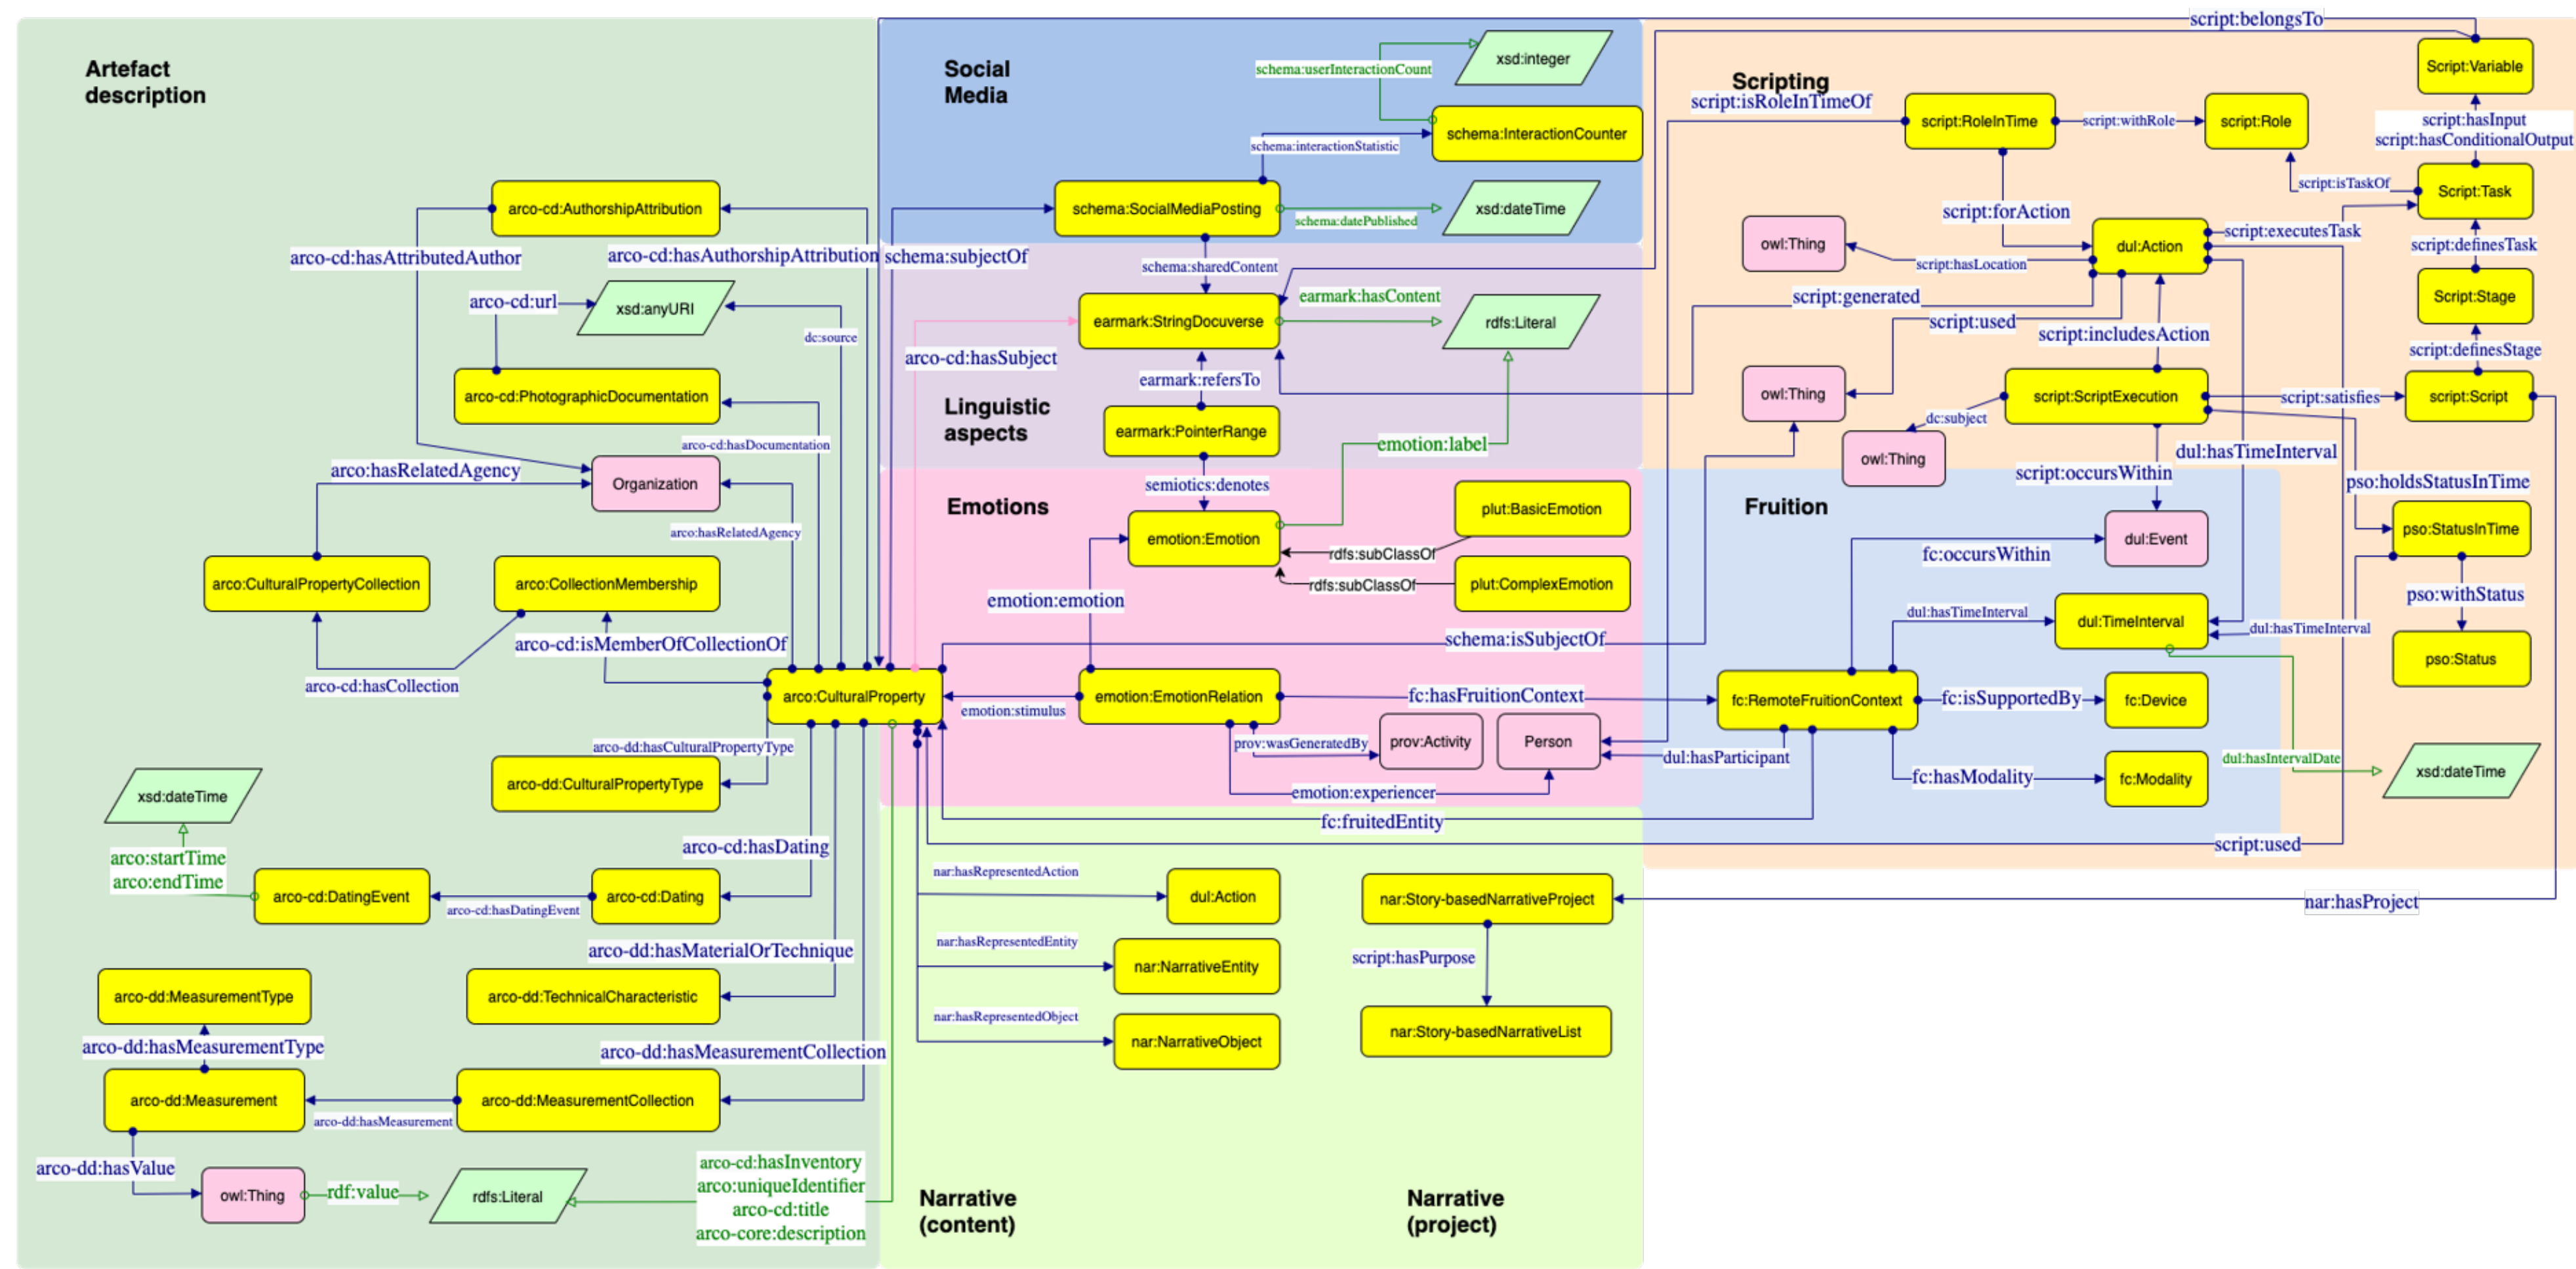 Artefact
description
arco-cd:AuthorshipAttribution
arco-cd:hasAttributedAuthor
arco-cd:hasAuthorshipAttribution
arco-cd:url
xsd:anyURI
dc:source
arco-cd:PhotographicDocumentation
arco-cd:hasDocumentation
arco:hasRelatedAgency
Organization
arco:hasRelatedAgency
arco:CulturalPropertyCollection
arco:CollectionMembership
arco-cd:isMemberOfCollectionOf
arco-cd:hasCollection
arco:CulturalProperty
arco-dd:hasCulturalPropertyType
arco-dd:CulturalPropertyType
xsd:dateTime
arco:startTime
arco:endTime
arco-cd:hasDating
arco-cd:DatingEvent
arco-cd:hasDatingEvent
arco-cd:Dating
arco-dd:hasMaterialOrTechnique
arco-dd:MeasurementType
arco-dd:TechnicalCharacteristic
arco-dd:hasMeasurementType
arco-dd:hasMeasurementCollection
arco-dd:Measurement
arco-dd:hasMeasurement
arco-dd:MeasurementCollection
arco-dd:hasValue
owl:Thing
rdf:value
rdfs:Literal
arco-cd:hasInventory
arco:uniqueIdentifier
arco-cd:title
arco-core:description
Social
Media
schema:userInteractionCount
xsd:integer
schema:InteractionCounter
schema:interactionStatistic
schema:SocialMediaPosting
schema:datePublished
xsd:dateTime
schema:subjectOf
schema:sharedContent
earmark:StringDocuverse
earmark:hasContent
rdfs:Literal
arco-cd:hasSubject
earmark:refersTo
Linguistic
aspects
earmark:PointerRange
emotion:label
semiotics:denotes
Emotions
emotion:Emotion
plut:BasicEmotion
rdfs:subClassOf
rdfs:subClassOf
plut:ComplexEmotion
emotion:emotion
schema:isSubjectOf
emotion:EmotionRelation
emotion:stimulus
fc:hasFruitionContext
prov:wasGeneratedBy
prov:Activity
Person
dul:hasParticipant
emotion:experiencer
fc:fruitedEntity
nar:hasRepresentedAction
dul:Action
nar:hasRepresentedEntity
nar:NarrativeEntity
nar:hasRepresentedObject
nar:NarrativeObject
nar:Story-basedNarrativeProject
script:hasPurpose
nar:Story-basedNarrativeList
Narrative
(content)
Narrative
(project)
script:belongsTo
Scripting
script:isRoleInTimeOf
script:RoleInTime
script:withRole
script:Role
Script:Variable
script:hasInput
script:hasConditionalOutput
script:isTaskOf
Script:Task
script:forAction
owl:Thing
script:hasLocation
dul:Action
script:executesTask
script:definesTask
script:generated
script:used
Script:Stage
script:includesAction
script:definesStage
owl:Thing
script:ScriptExecution
script:satisfies
script:Script
dc:subject
owl:Thing
dul:hasTimeInterval
script:occursWithin
pso:holdsStatusInTime
Fruition
dul:Event
pso:StatusInTime
fc:occursWithin
pso:withStatus
dul:hasTimeInterval
dul:TimeInterval
dul:hasTimeInterval
pso:Status
fc:RemoteFruitionContext
fc:isSupportedBy
fc:Device
fc:hasModality
fc:Modality
dul:hasIntervalDate
xsd:dateTime
script:used
nar:hasProject